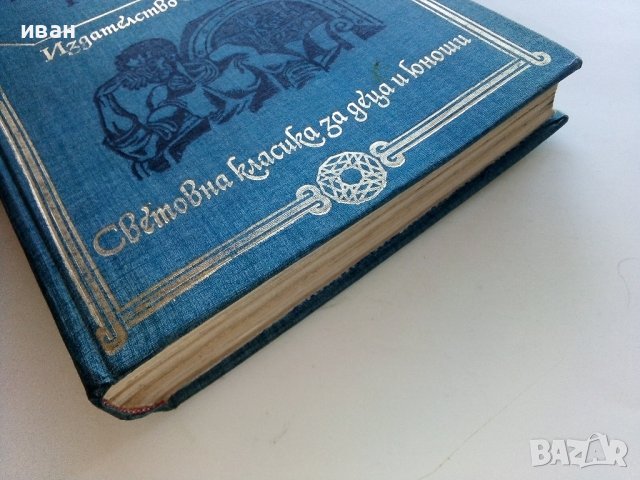 иван
Издателство
Световна класика за деца и юноши
BAZAR